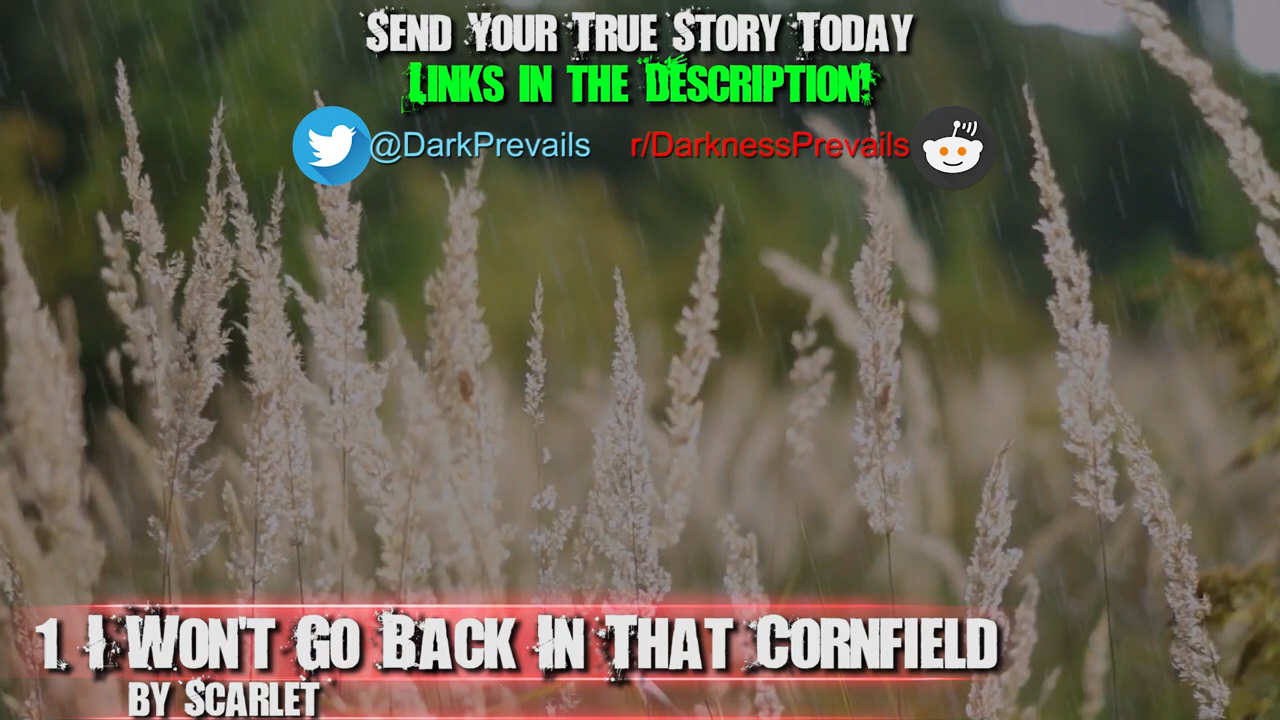 Send Your True Story Today
Links in the Description!
@DarkPrevails r/DarknessPrevails
1 I Won't Go Back In That Cornfield
by Scarlet